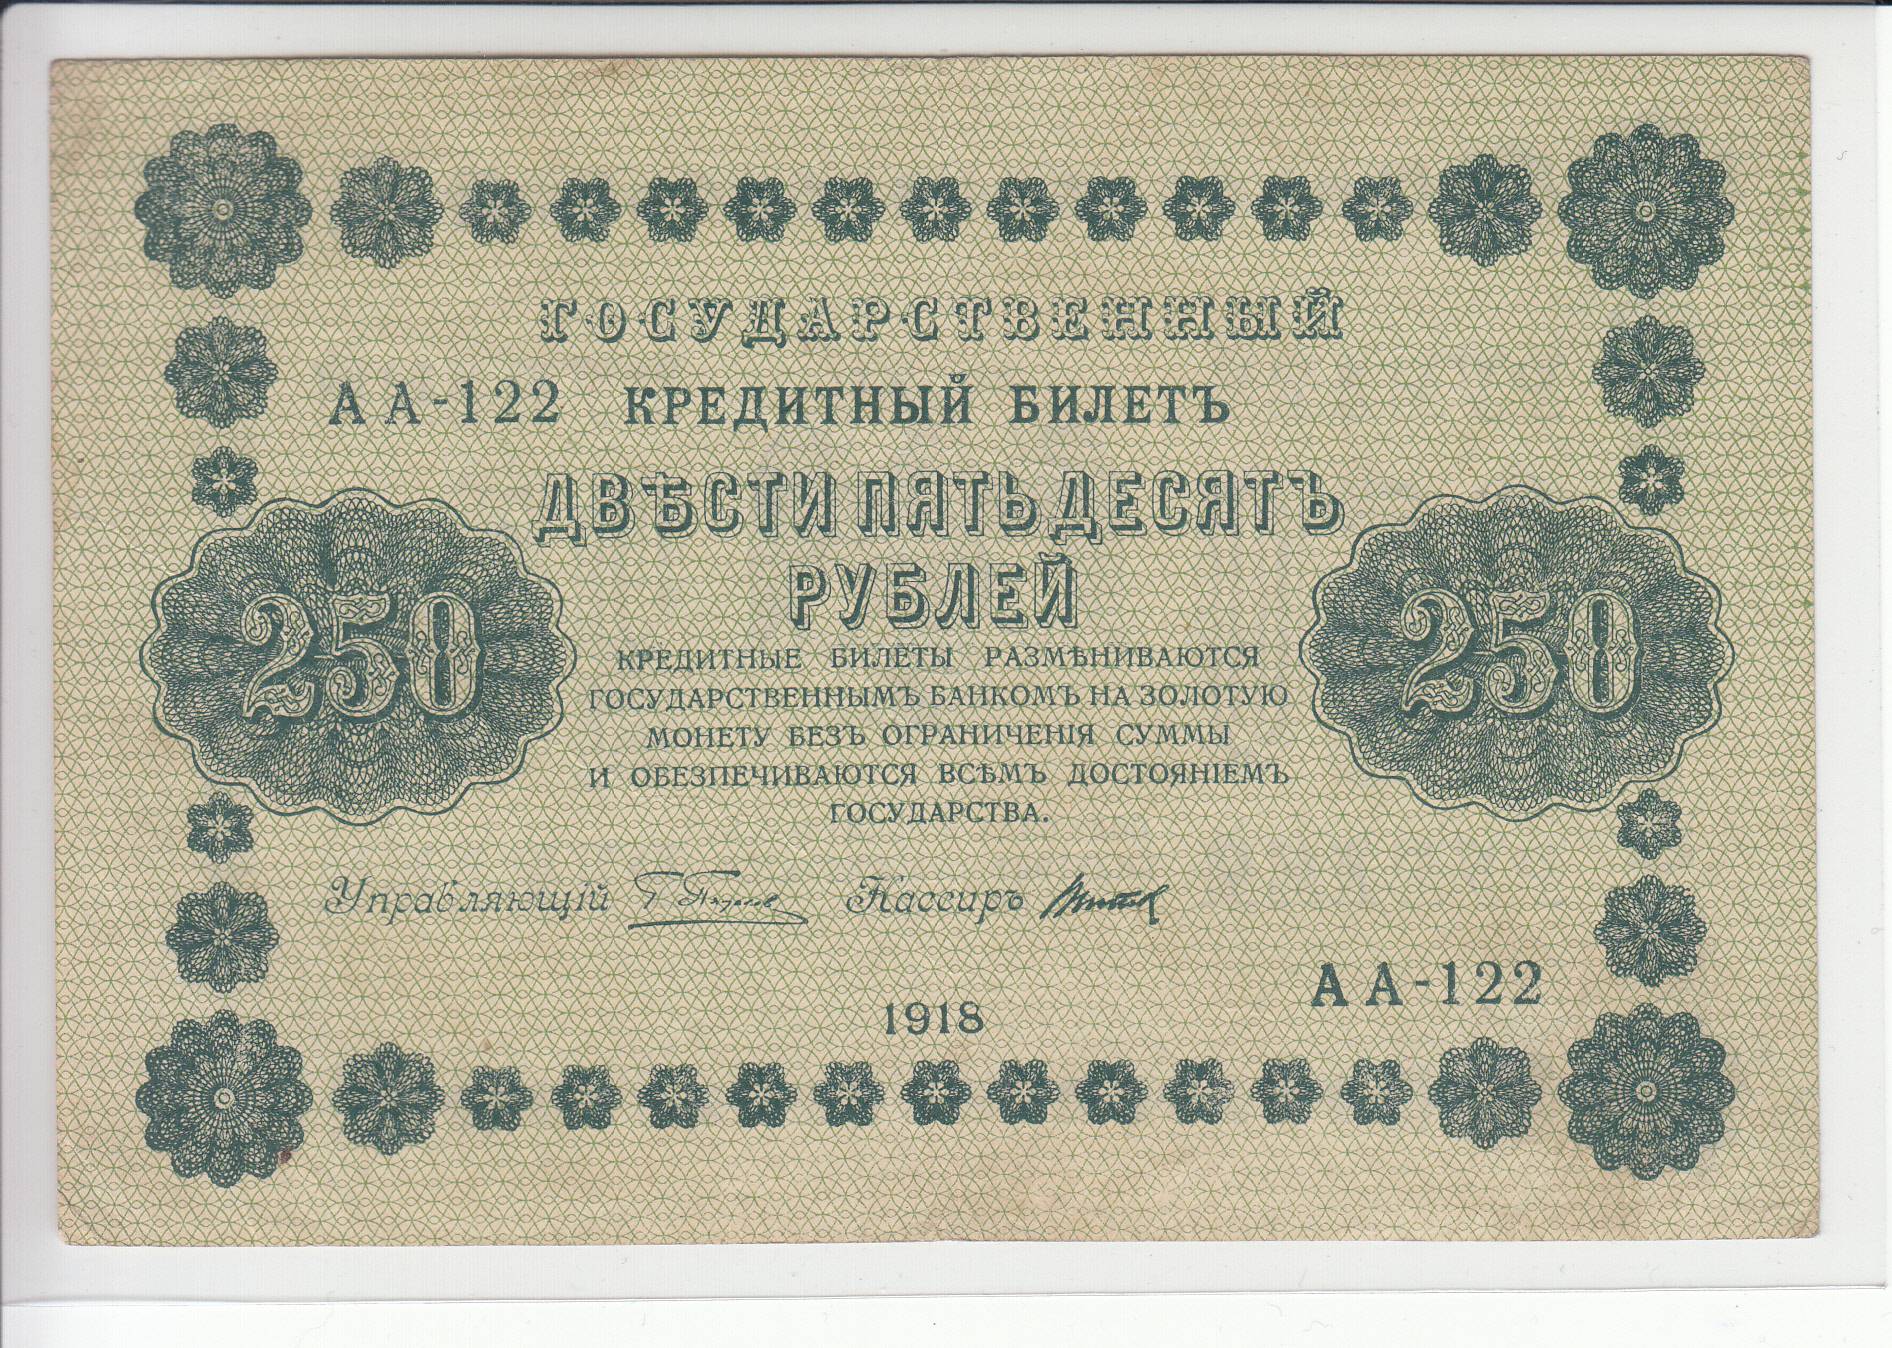 ГОСУДАРСТВЕННЫЙ
АА-122 КРЕДИТНЫЙ БИЛЕТЪ
ДВѢСТИ ПЯТЬДЕСЯТЪ
РУБЛЕЙ
250 250
КРЕДИТНЫЕ БИЛЕТЫ РАЗМѢНИВАЮТСЯ
ГОСУДАРСТВЕННЫМЪ БАНКОМЪ НА ЗОЛОТУЮ
МОНЕТУ БЕЗЪ ОГРАНИЧЕНІЯ СУММЫ
И ОБЕЗПЕЧИВАЮТСЯ ВСѢМЪ ДОСТОЯНІЕМЪ
ГОСУДАРСТВА.
Управляющій Кассиръ
АА-122
1918